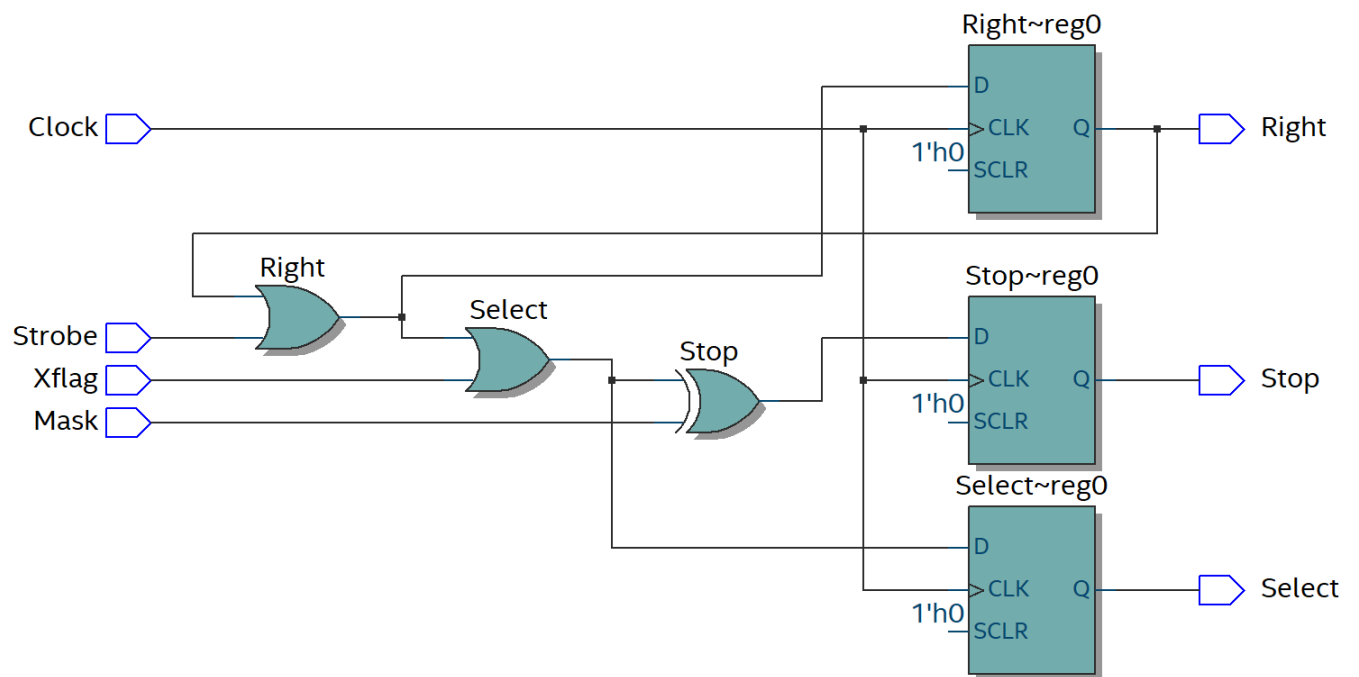 Right~reg0
D
Clock
CLK
Q
Right
1'h0
SCLR
Right
Stop~reg0
Select
Strobe
D
Stop
Xflag
CLK
Q
Stop
1'h0
Mask
SCLR
Select~reg0
D
CLK
Q
Select
1'h0
SCLR